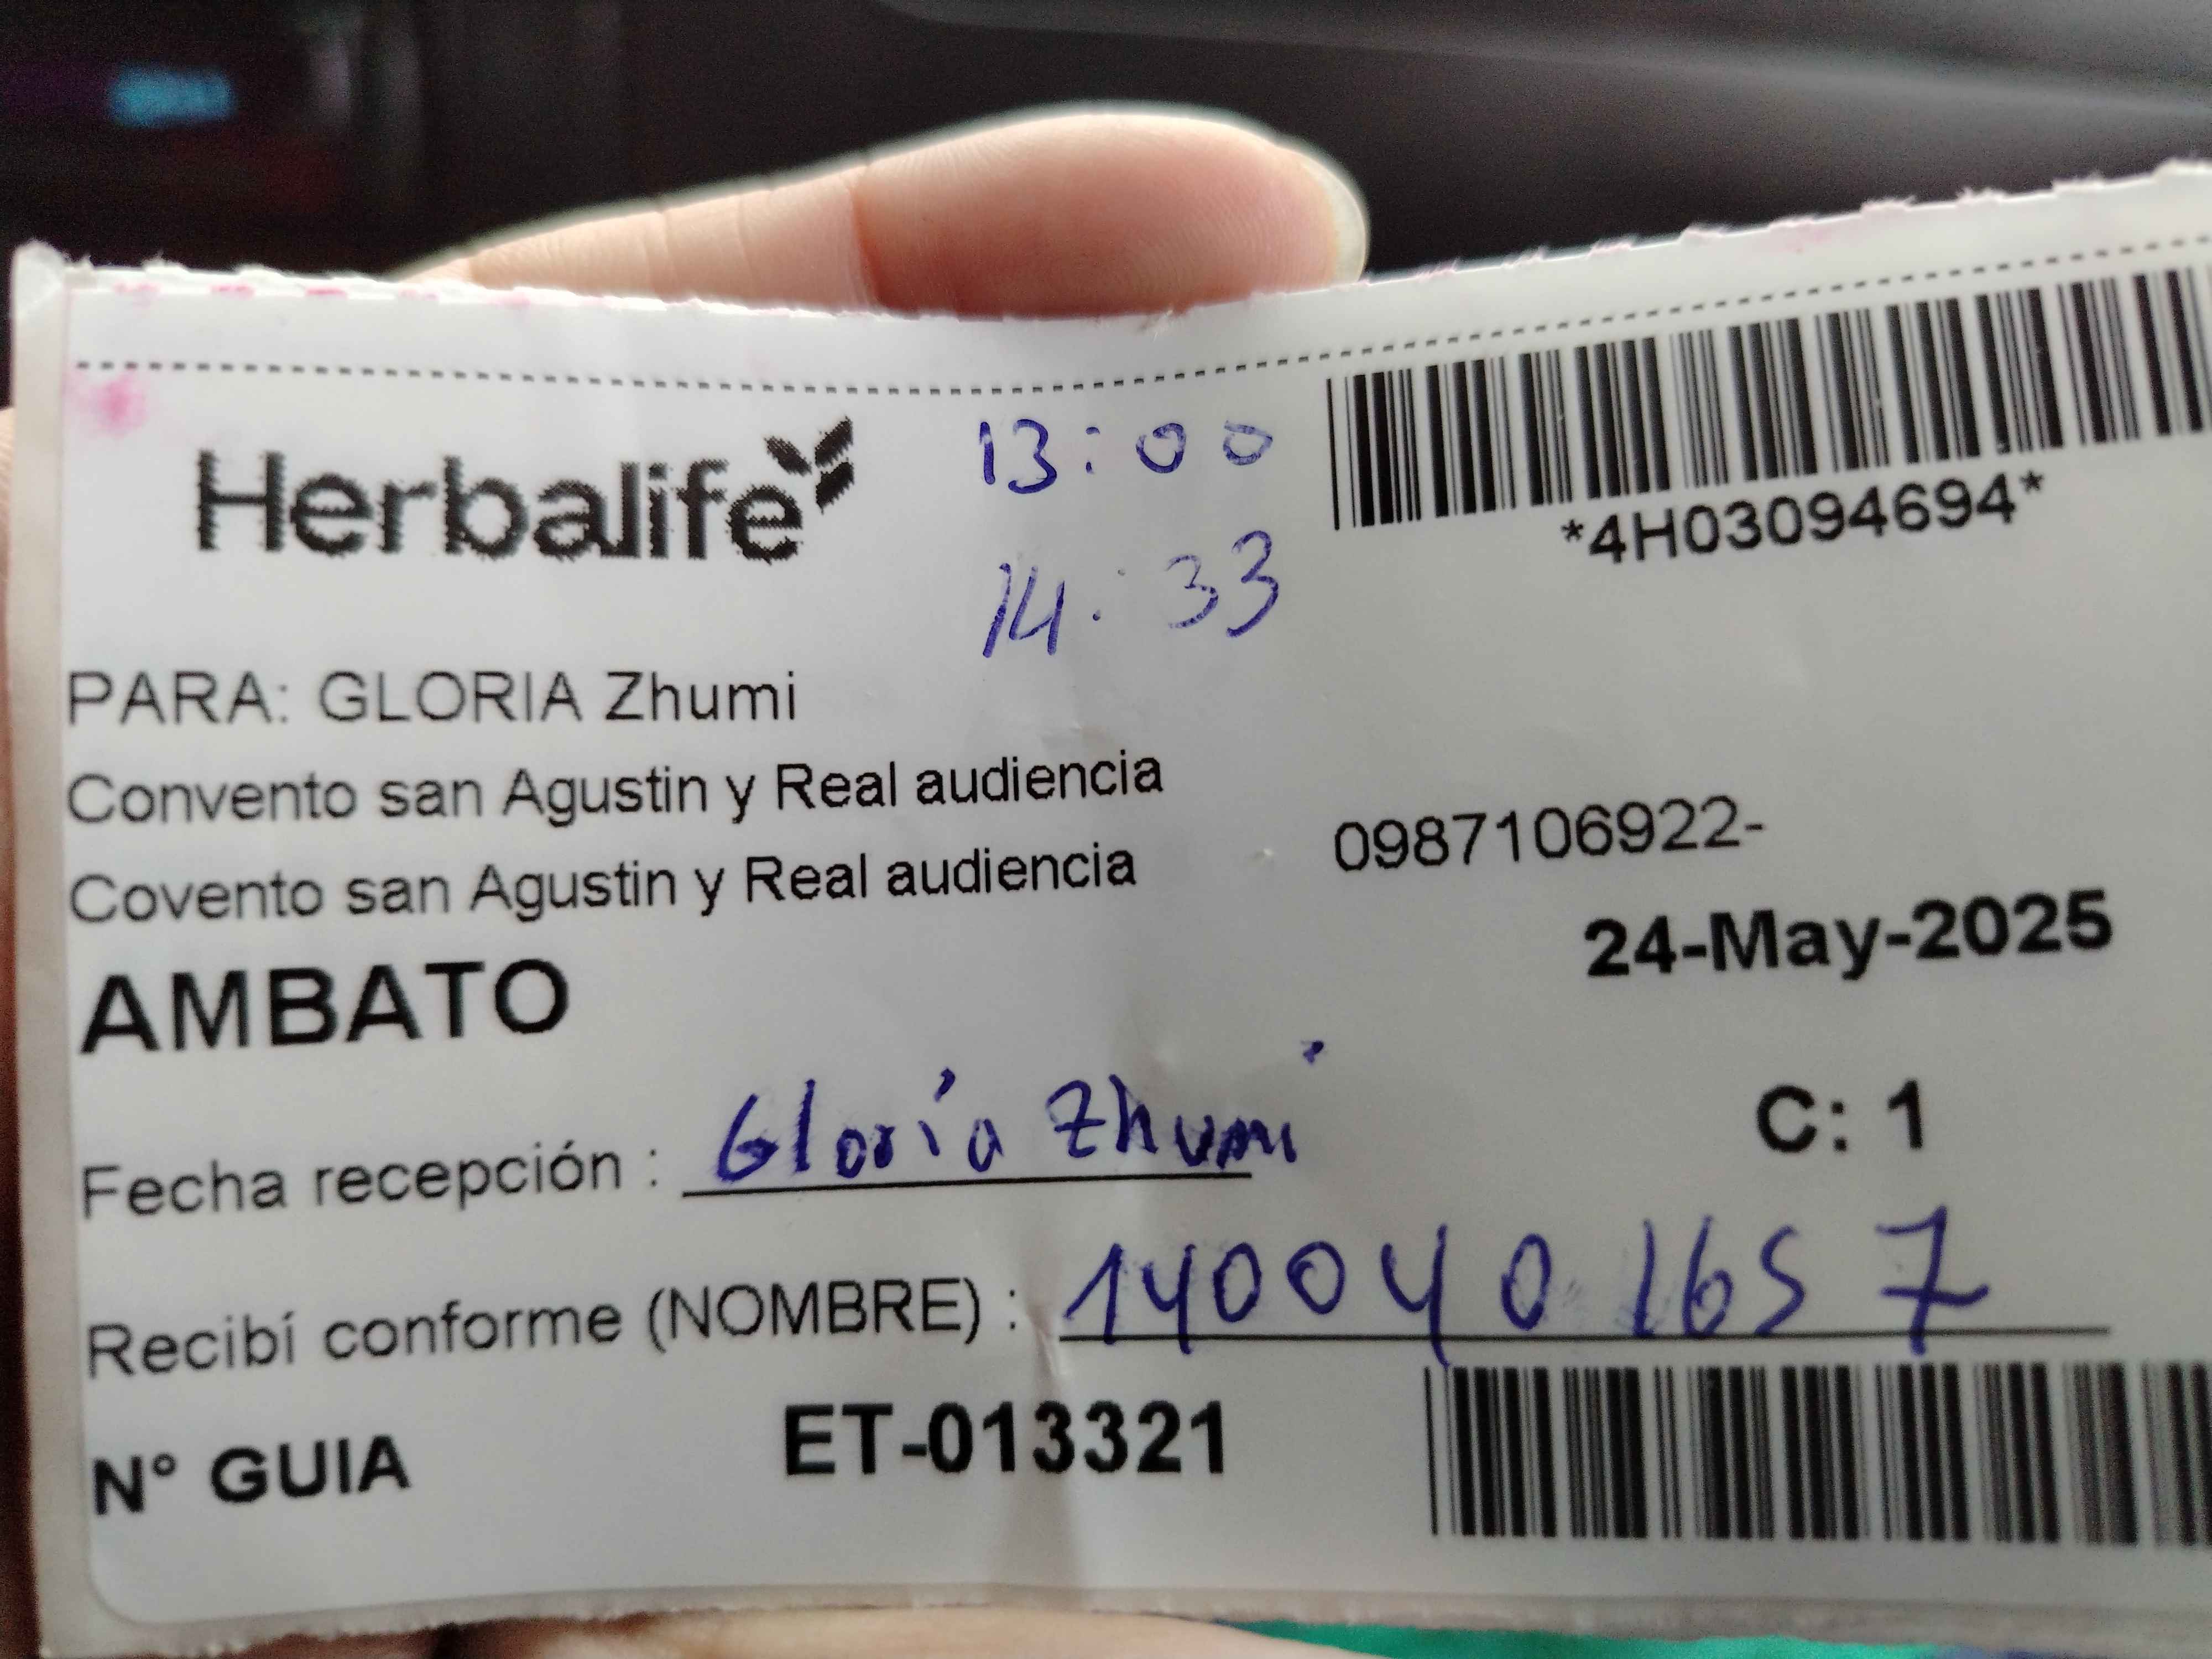 Herbalife
13:00
14:33
*4H03094694*
PARA: GLORIA Zhumi
Convento san Agustin y Real audiencia
Covento san Agustin y Real audiencia
0987106922-
24-May-2025
AMBATO
C: 1
Fecha recepción : Gloria Zhumi
Recibí conforme (NOMBRE) : 1400401657
N° GUIA ET-013321